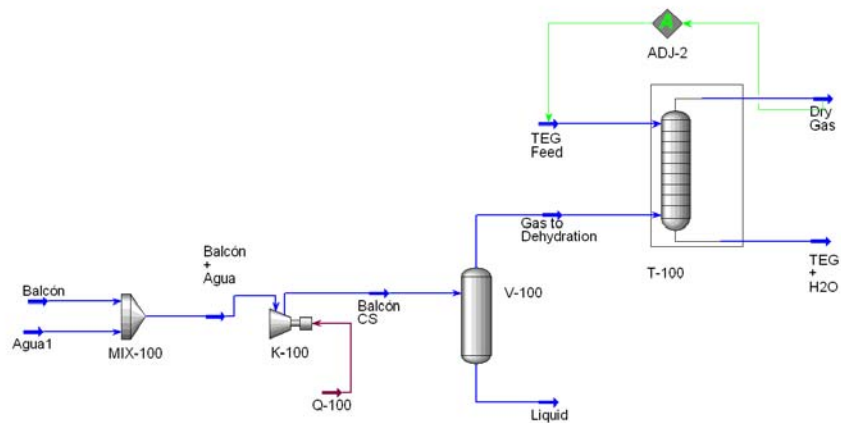 A
ADJ-2
TEG
Feed
Dry
Gas
Gas to
Dehydration
T-100
TEG
+
H2O
Balcón
+
Agua
Balcón
Agua1
MIX-100
K-100
Balcón
CS
V-100
Q-100
Liquid